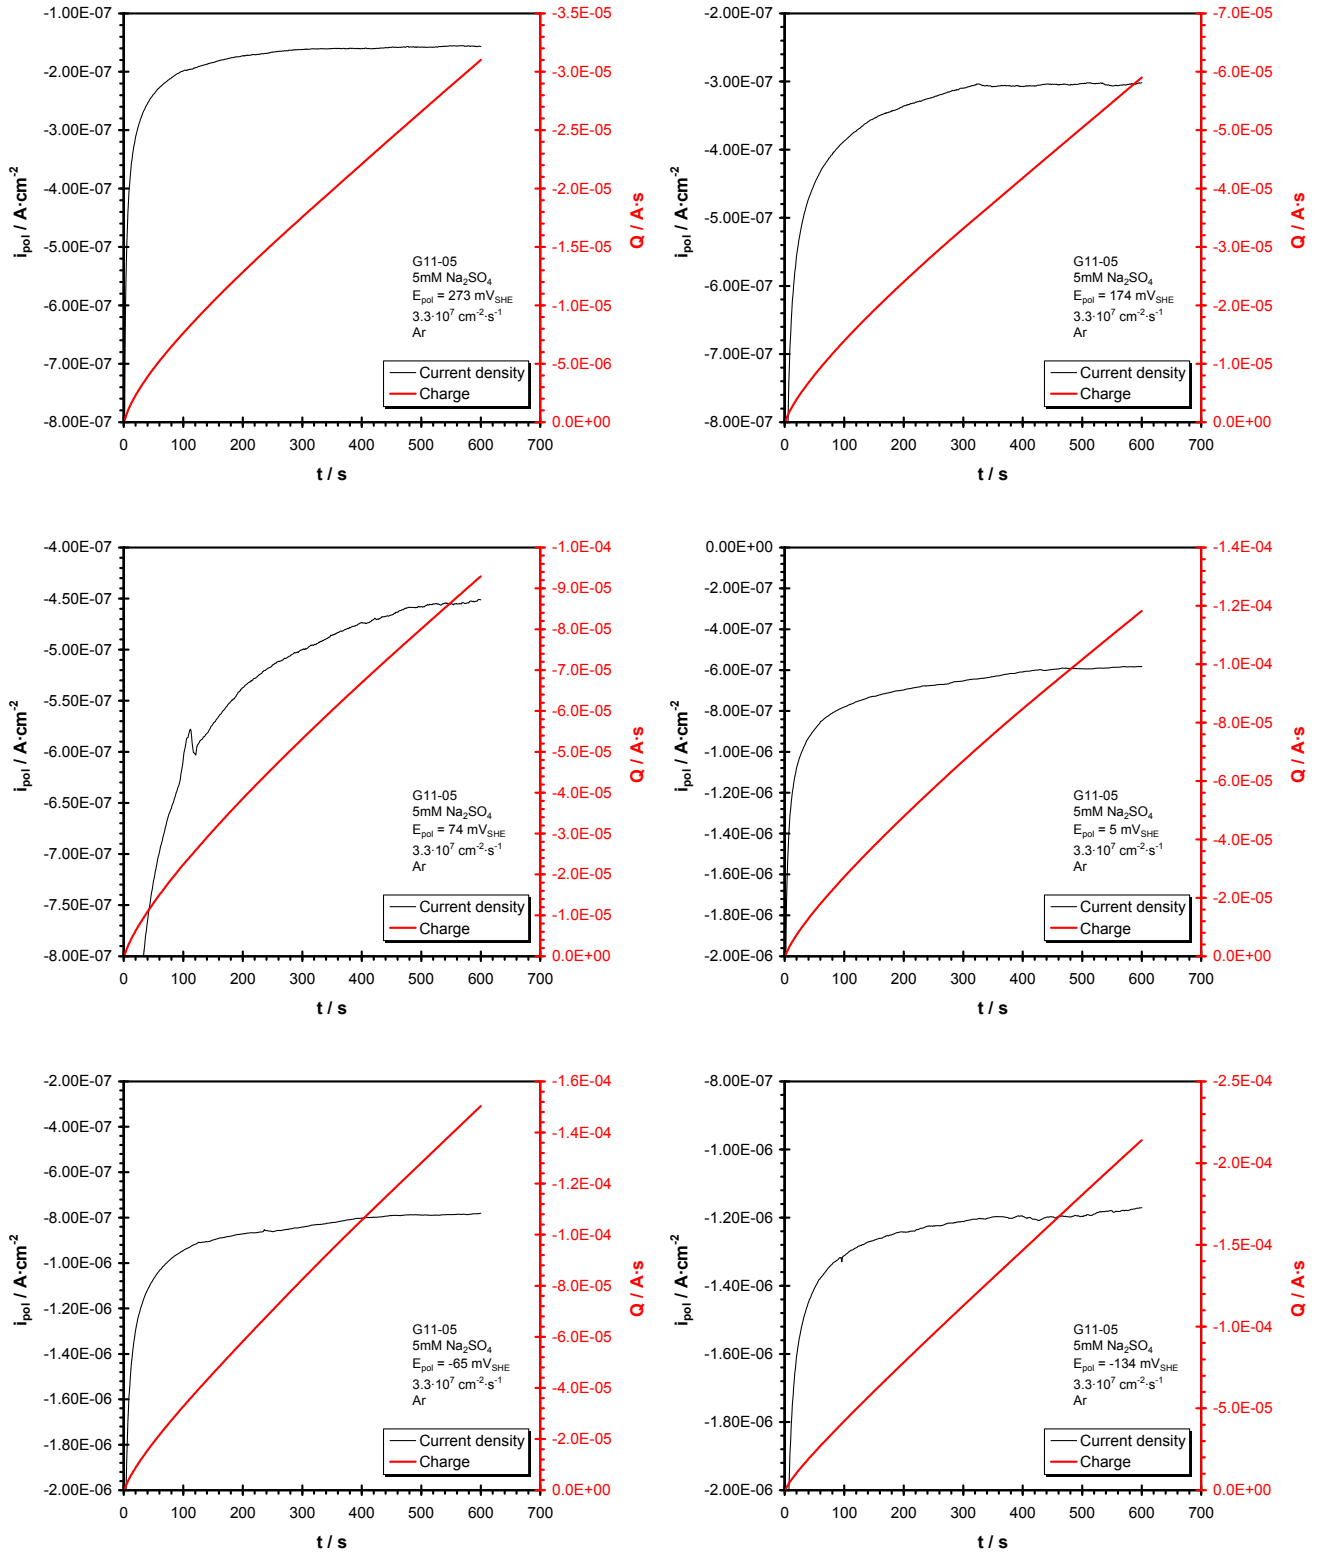 -1.00E-07
-2.00E-07
-3.00E-07
-4.00E-07
-5.00E-07
-6.00E-07
-7.00E-07
-8.00E-07
i_pol / A·cm⁻²
-3.5E-05
-3.0E-05
-2.5E-05
-2.0E-05
-1.5E-05
-1.0E-05
-5.0E-06
0.0E+00
Q / A·s
G11-05
5mM Na₂SO₄
E_pol = 273 mV_SHE
3.3·10⁷ cm⁻²·s⁻¹
Ar
Current density
Charge
0 100 200 300 400 500 600 700
t / s
-2.00E-07
-3.00E-07
-4.00E-07
-5.00E-07
-6.00E-07
-7.00E-07
-8.00E-07
i_pol / A·cm⁻²
-7.0E-05
-6.0E-05
-5.0E-05
-4.0E-05
-3.0E-05
-2.0E-05
-1.0E-05
0.0E+00
Q / A·s
G11-05
5mM Na₂SO₄
E_pol = 174 mV_SHE
3.3·10⁷ cm⁻²·s⁻¹
Ar
Current density
Charge
0 100 200 300 400 500 600 700
t / s
-4.00E-07
-4.50E-07
-5.00E-07
-5.50E-07
-6.00E-07
-6.50E-07
-7.00E-07
-7.50E-07
-8.00E-07
i_pol / A·cm⁻²
-1.0E-04
-9.0E-05
-8.0E-05
-7.0E-05
-6.0E-05
-5.0E-05
-4.0E-05
-3.0E-05
-2.0E-05
-1.0E-05
0.0E+00
Q / A·s
G11-05
5mM Na₂SO₄
E_pol = 74 mV_SHE
3.3·10⁷ cm⁻²·s⁻¹
Ar
Current density
Charge
0 100 200 300 400 500 600 700
t / s
0.00E+00
-2.00E-07
-4.00E-07
-6.00E-07
-8.00E-07
-1.00E-06
-1.20E-06
-1.40E-06
-1.60E-06
-1.80E-06
-2.00E-06
i_pol / A·cm⁻²
-1.4E-04
-1.2E-04
-1.0E-04
-8.0E-05
-6.0E-05
-4.0E-05
-2.0E-05
0.0E+00
Q / A·s
G11-05
5mM Na₂SO₄
E_pol = 5 mV_SHE
3.3·10⁷ cm⁻²·s⁻¹
Ar
Current density
Charge
0 100 200 300 400 500 600 700
t / s
-2.00E-07
-4.00E-07
-6.00E-07
-8.00E-07
-1.00E-06
-1.20E-06
-1.40E-06
-1.60E-06
-1.80E-06
-2.00E-06
i_pol / A·cm⁻²
-1.6E-04
-1.4E-04
-1.2E-04
-1.0E-04
-8.0E-05
-6.0E-05
-4.0E-05
-2.0E-05
0.0E+00
Q / A·s
G11-05
5mM Na₂SO₄
E_pol = -65 mV_SHE
3.3·10⁷ cm⁻²·s⁻¹
Ar
Current density
Charge
0 100 200 300 400 500 600 700
t / s
-8.00E-07
-1.00E-06
-1.20E-06
-1.40E-06
-1.60E-06
-1.80E-06
-2.00E-06
i_pol / A·cm⁻²
-2.5E-04
-2.0E-04
-1.5E-04
-1.0E-04
-5.0E-05
0.0E+00
Q / A·s
G11-05
5mM Na₂SO₄
E_pol = -134 mV_SHE
3.3·10⁷ cm⁻²·s⁻¹
Ar
Current density
Charge
0 100 200 300 400 500 600 700
t / s